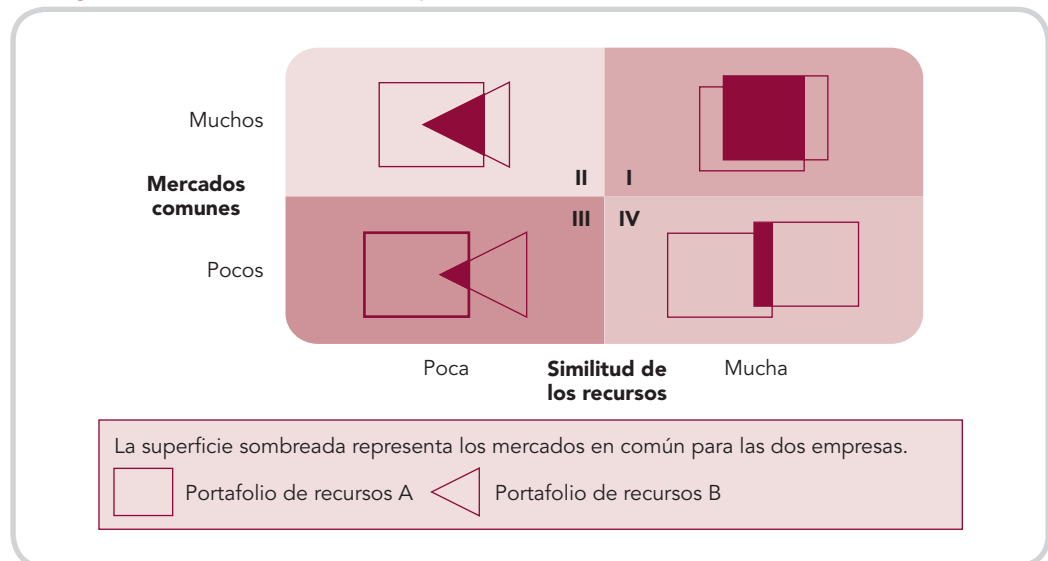 Muchos
Mercados
comunes
II
I
III
IV
Pocos
Poca
Similitud de
los recursos
Mucha
La superficie sombreada representa los mercados en común para las dos empresas.
Portafolio de recursos A
Portafolio de recursos B